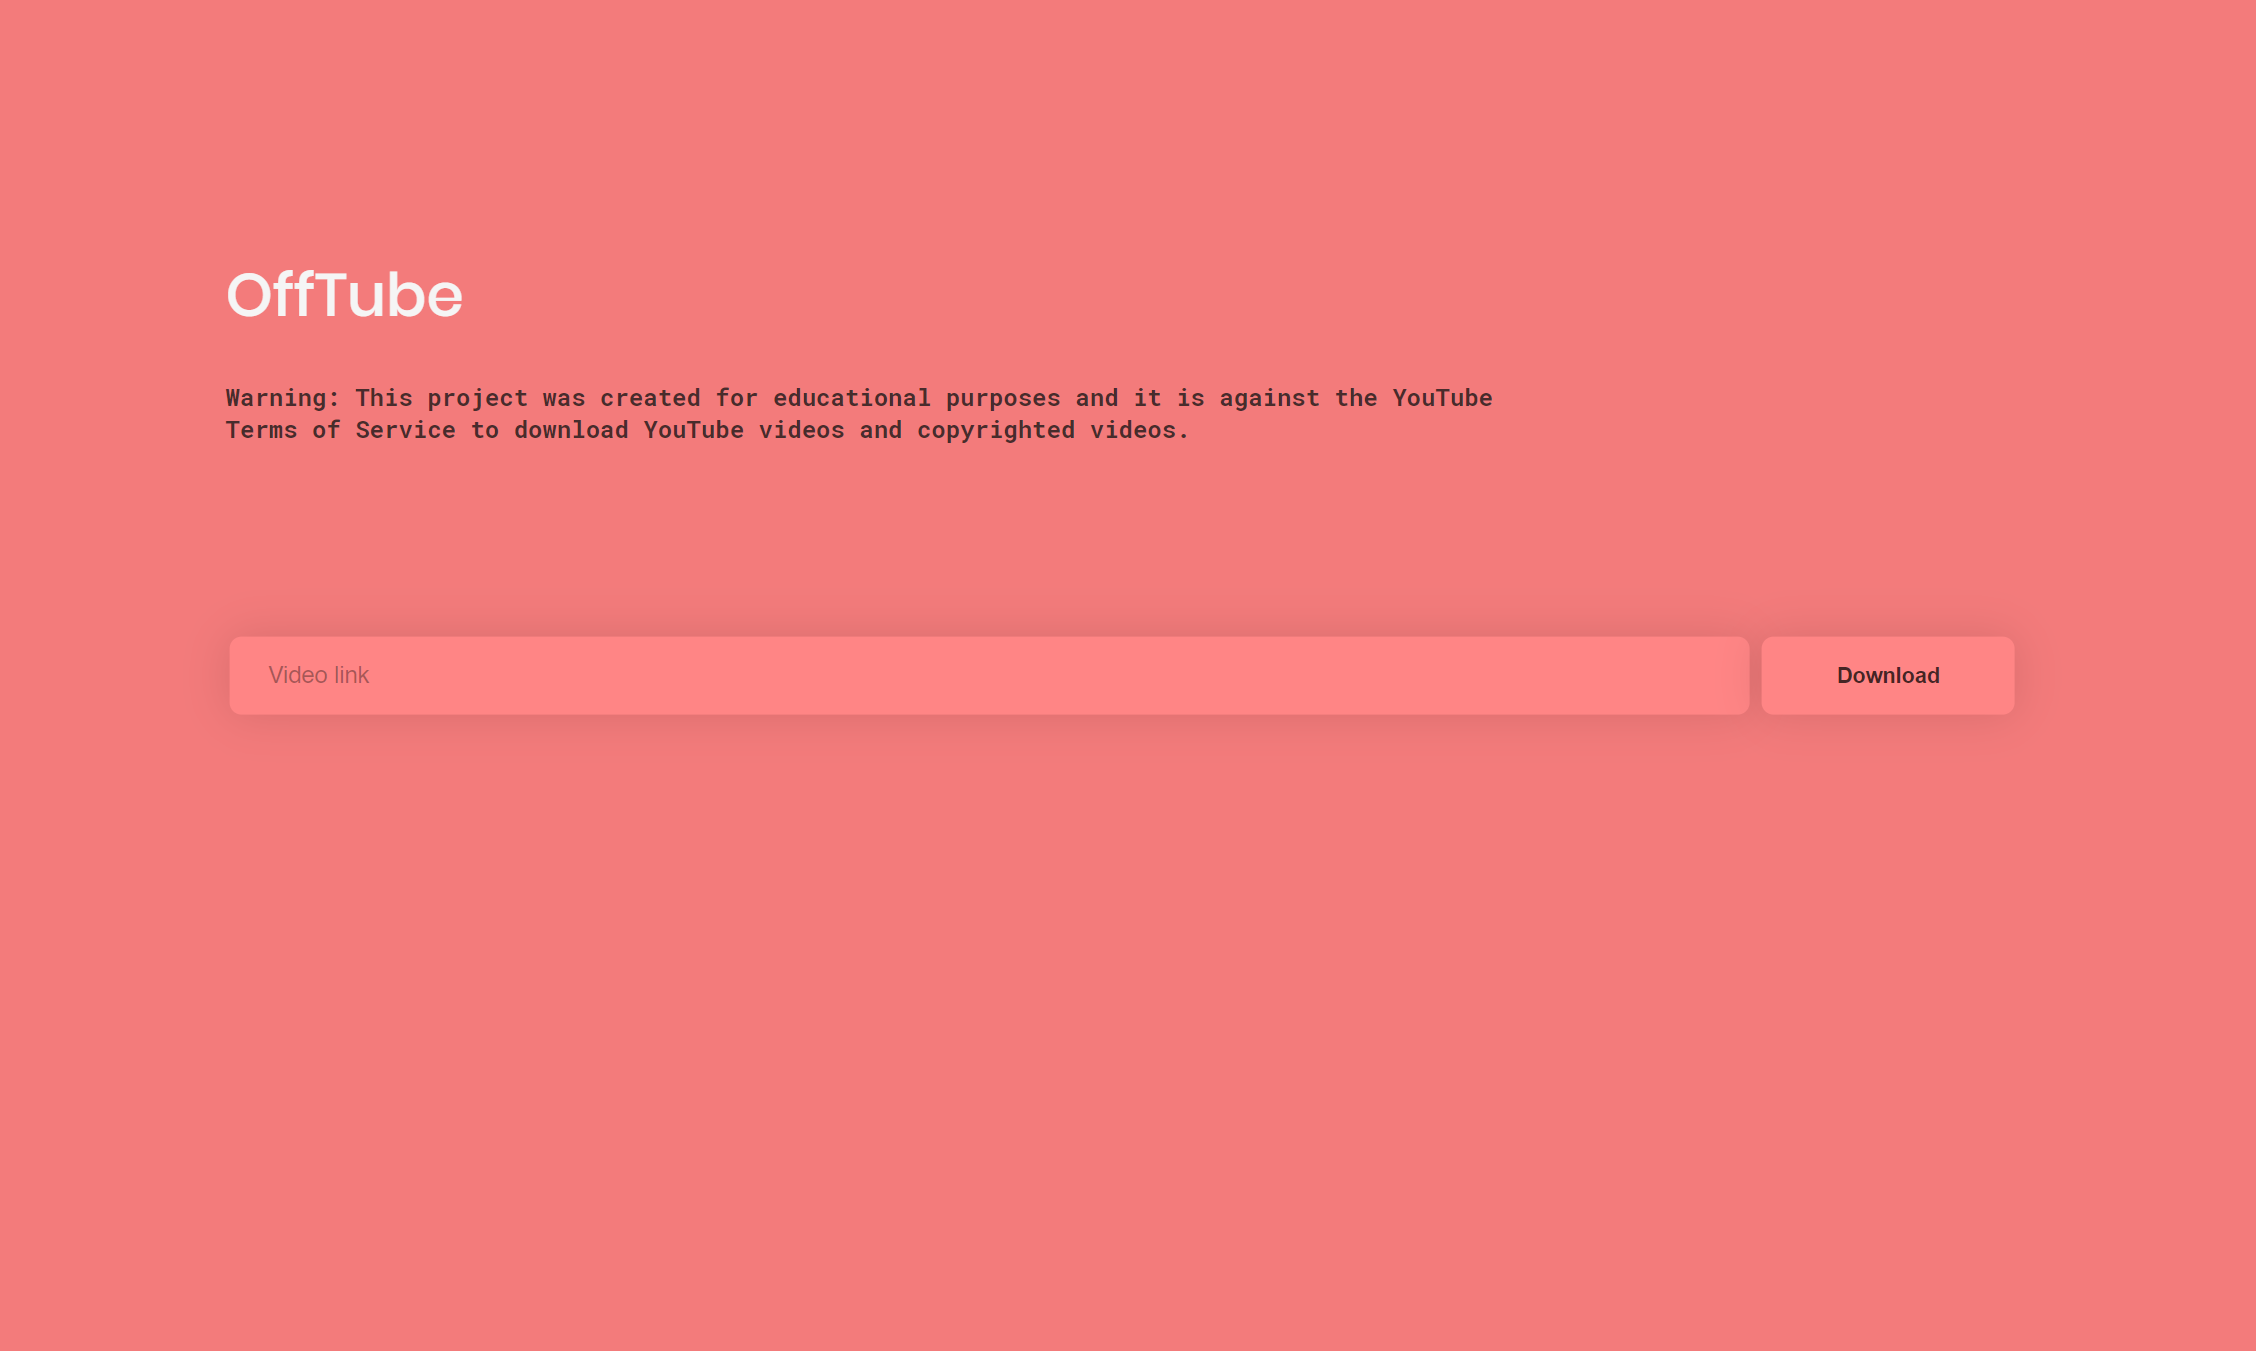 OffTube
Warning: This project was created for educational purposes and it is against the YouTube
Terms of Service to download YouTube videos and copyrighted videos.
Video link
Download